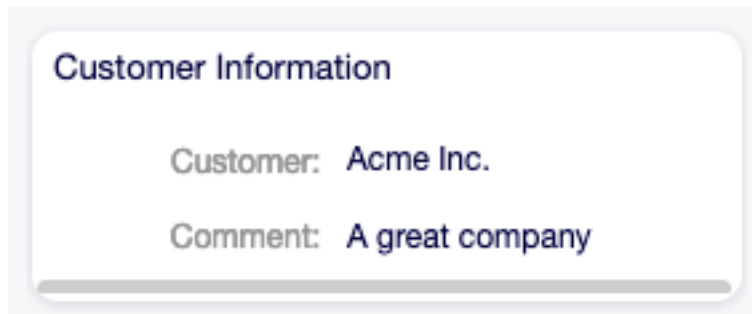 Customer Information
Customer: Acme Inc.
Comment: A great company